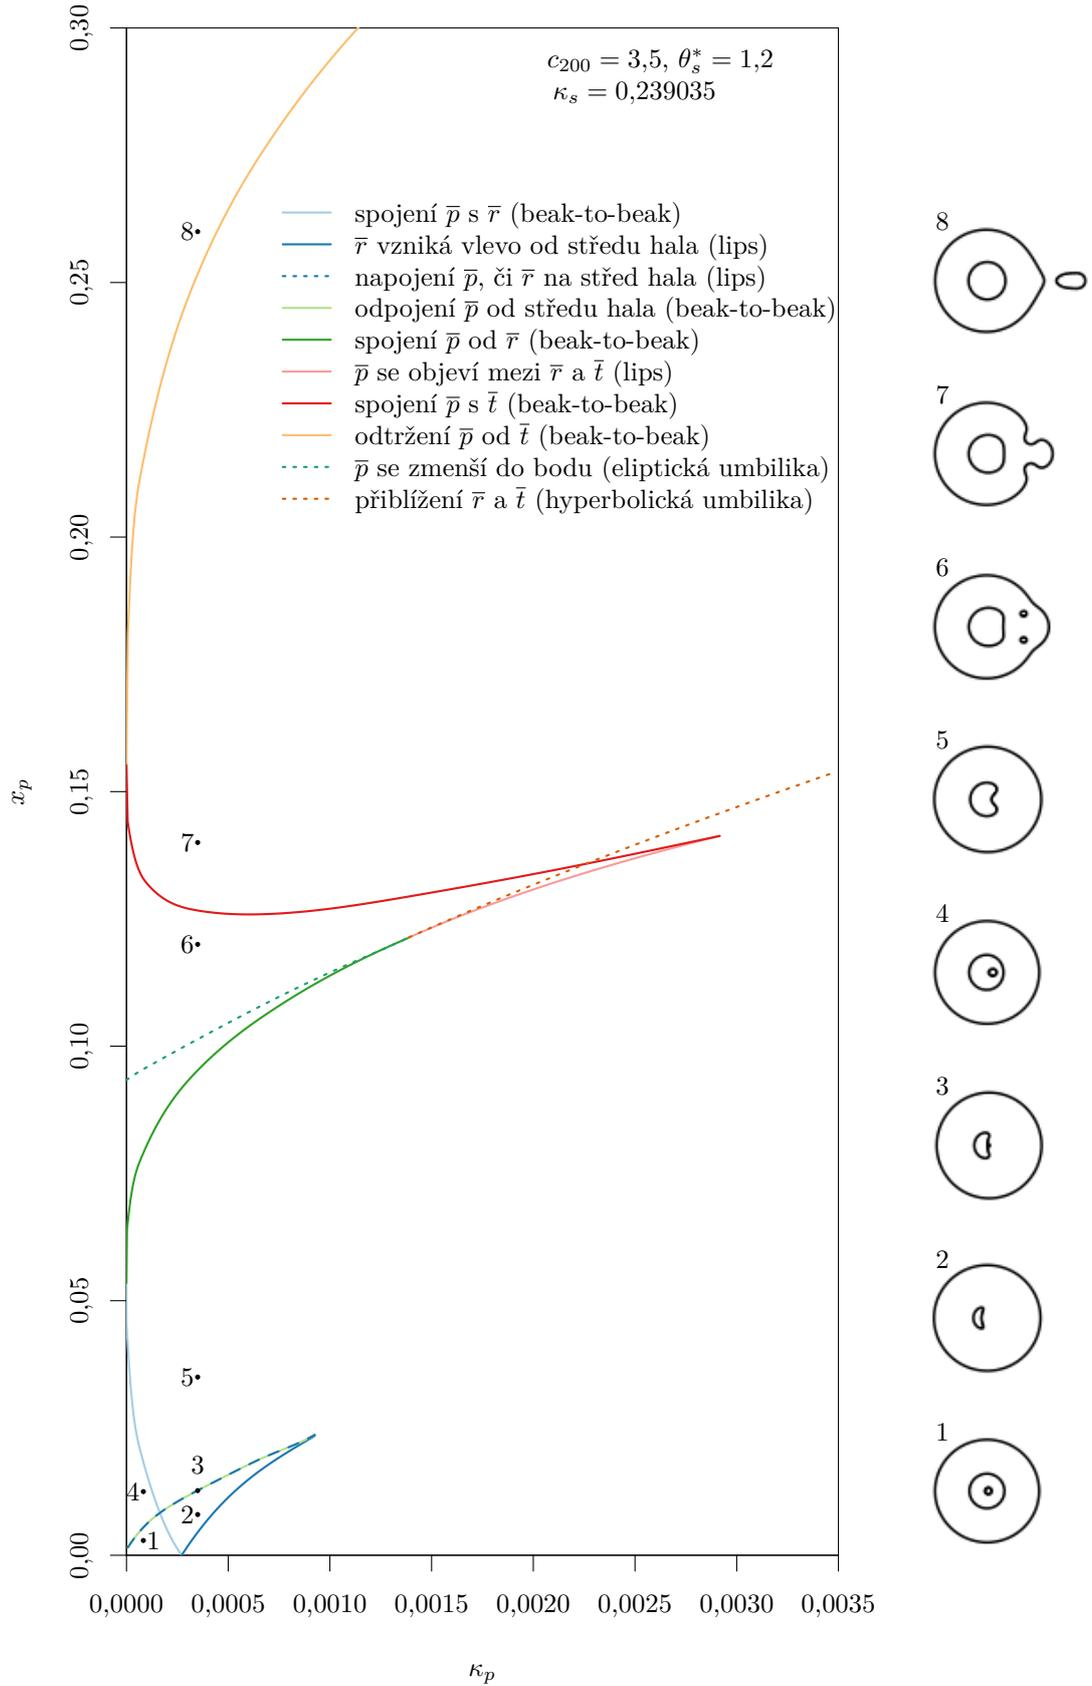 0,30
c₂₀₀ = 3,5, θₛ* = 1,2
κₛ = 0,239035
spojení p̅ s r̅ (beak-to-beak)
r̅ vzniká vlevo od středu hala (lips)
napojení p̅, či r̅ na střed hala (lips)
odpojení p̅ od středu hala (beak-to-beak)
spojení p̅ od r̅ (beak-to-beak)
p̅ se objeví mezi r̅ a t̅ (lips)
spojení p̅ s t̅ (beak-to-beak)
odtržení p̅ od t̅ (beak-to-beak)
p̅ se zmenší do bodu (eliptická umbilika)
přiblížení r̅ a t̅ (hyperbolická umbilika)
8
0,25
0,20
0,15
xₚ
7
6
0,10
0,05
5
3
4
2
1
0,00
0,0000 0,0005 0,0010 0,0015 0,0020 0,0025 0,0030 0,0035
κₚ
8
7
6
5
4
3
2
1